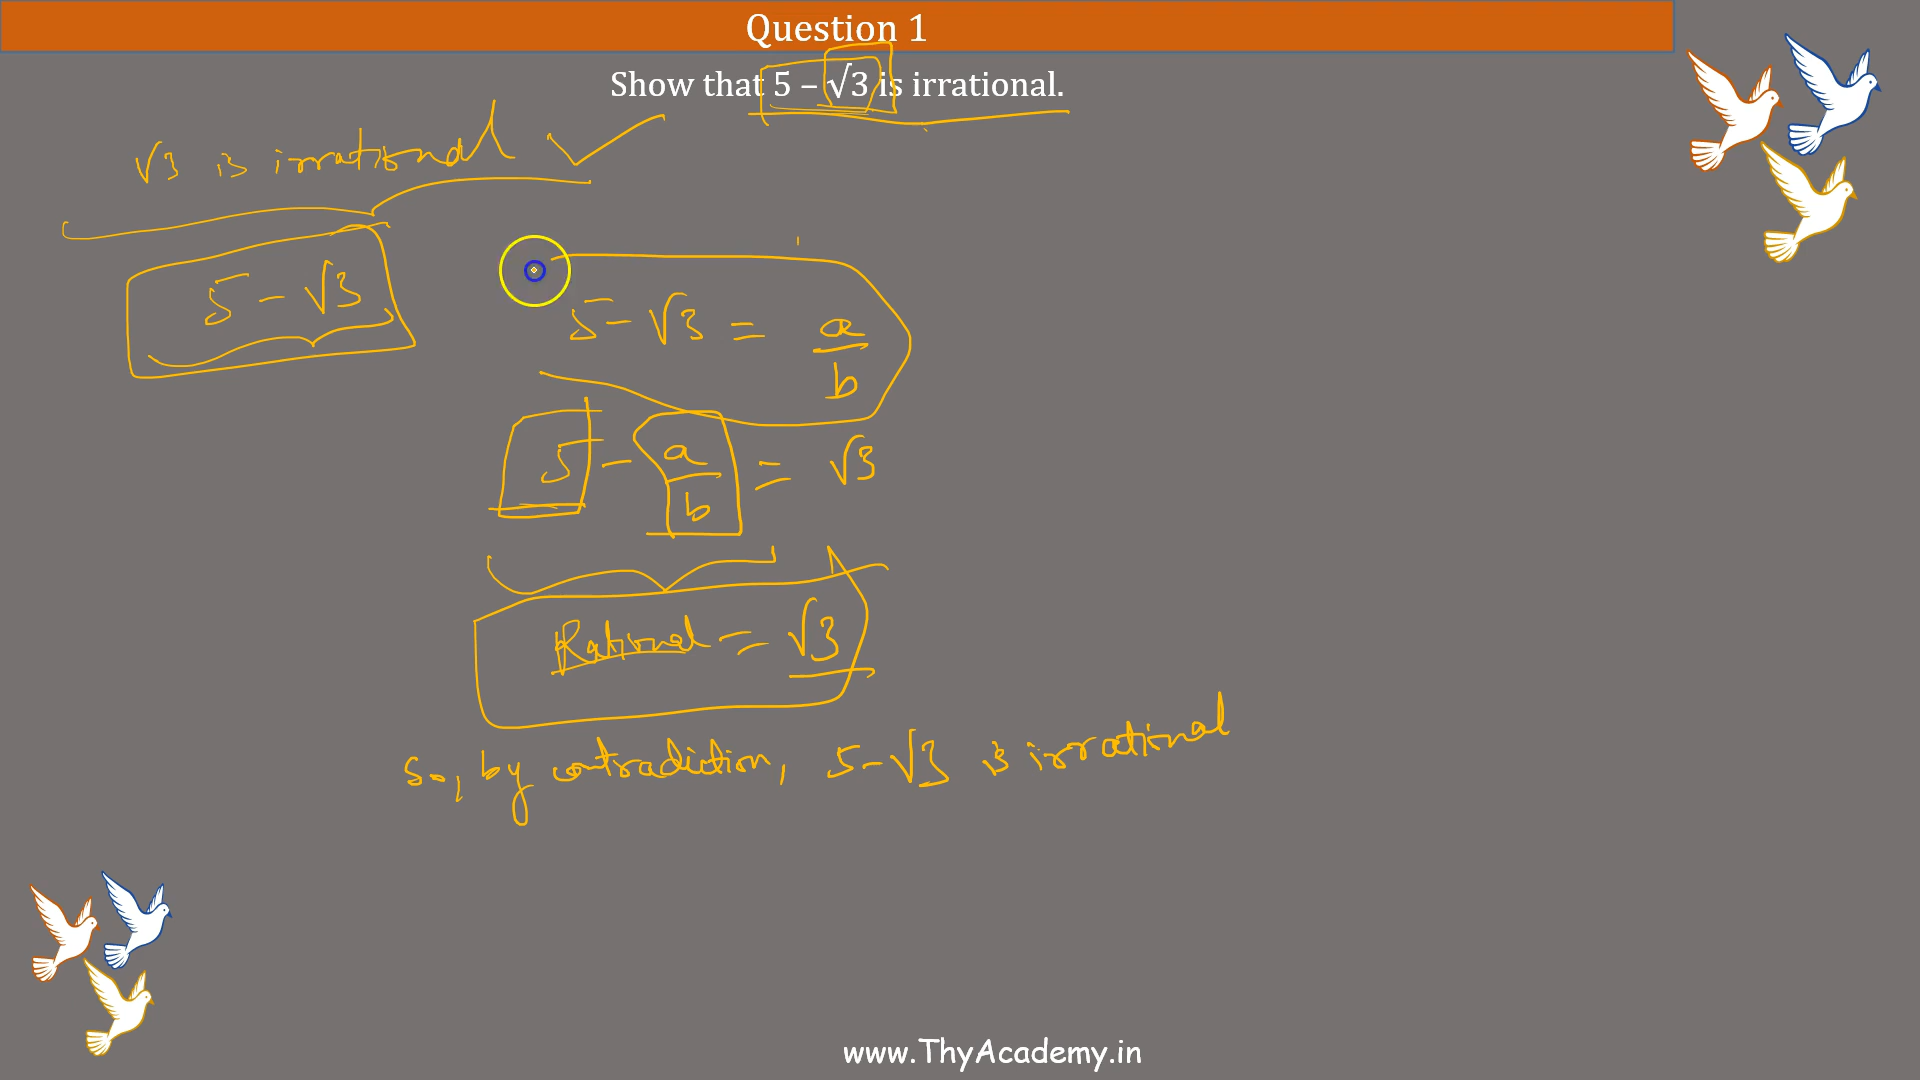 Question 1
Show that 5 – √3 is irrational.
√3 is irrational
5 - √3
5 - √3 = a/b
5 - a/b = √3
Rational = √3
So, by contradiction, 5-√3 is irrational
www.ThyAcademy.in